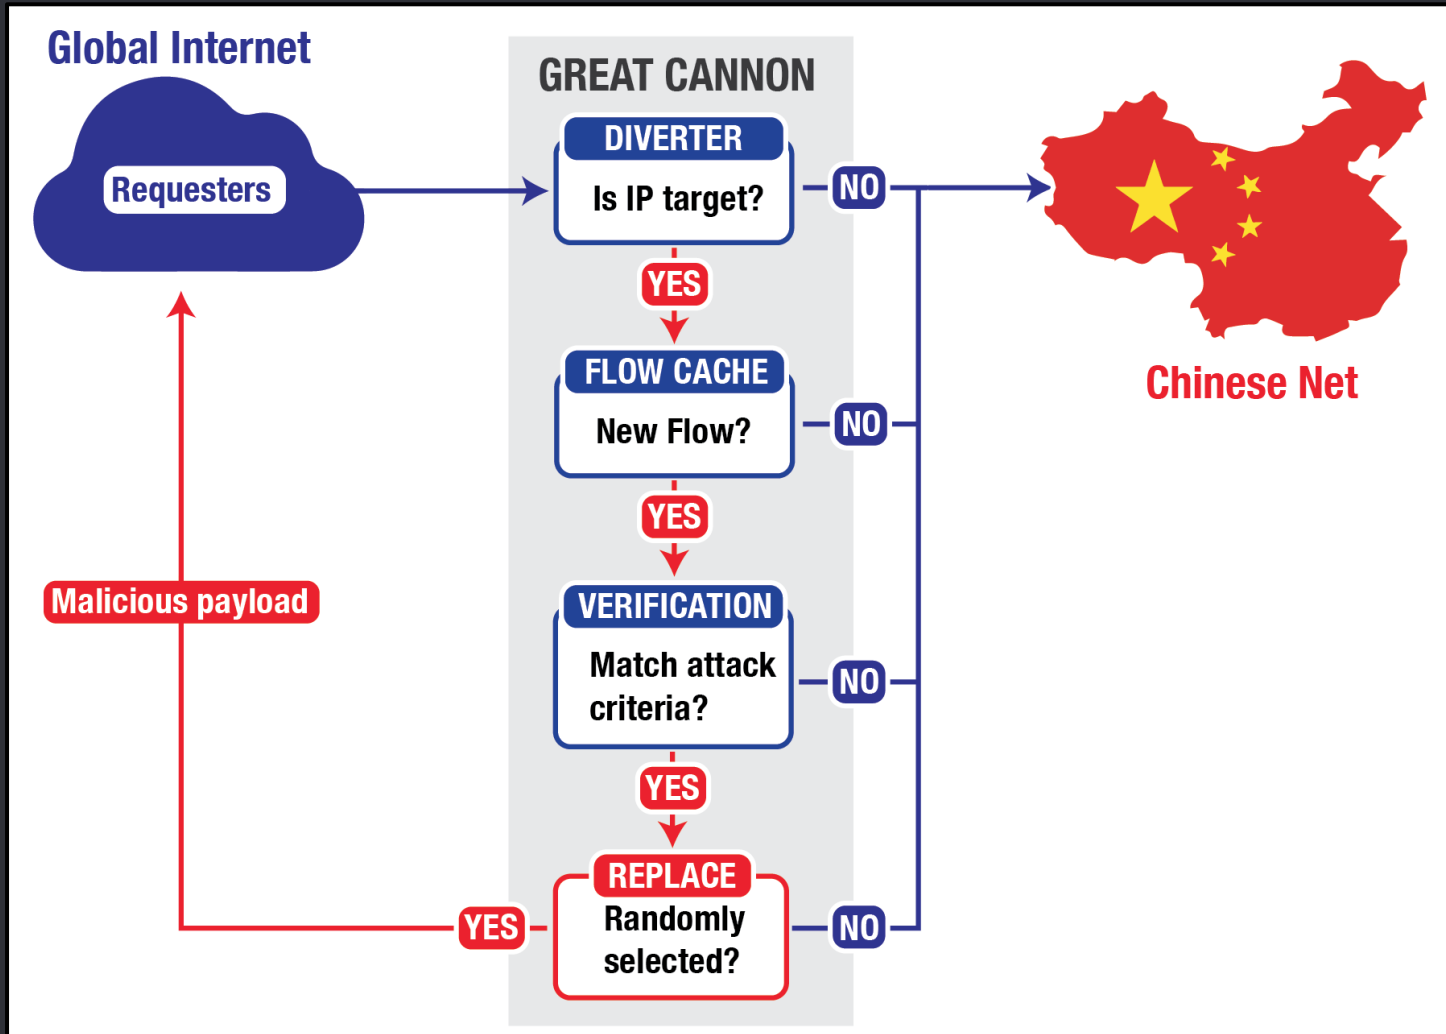 Global Internet
GREAT CANNON
Requesters
DIVERTER
Is IP target?
NO
YES
FLOW CACHE
New Flow?
NO
YES
Chinese Net
Malicious payload
VERIFICATION
Match attack
criteria?
NO
YES
REPLACE
Randomly
selected?
YES
NO